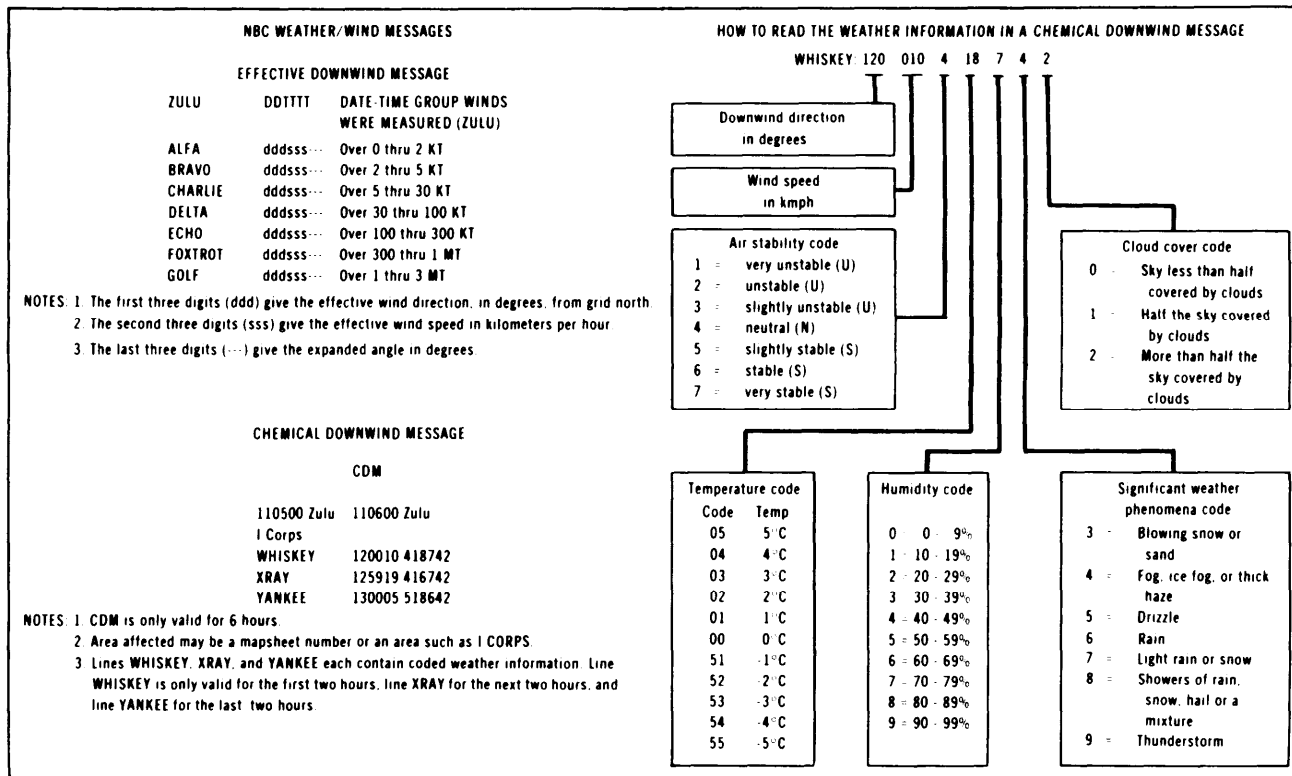 NBC WEATHER/WIND MESSAGES
EFFECTIVE DOWNWIND MESSAGE
ZULU DDTTTT DATE-TIME GROUP WINDS
WERE MEASURED (ZULU)
ALFA dddsss--- Over 0 thru 2 KT
BRAVO dddsss--- Over 2 thru 5 KT
CHARLIE dddsss--- Over 5 thru 30 KT
DELTA dddsss--- Over 30 thru 100 KT
ECHO dddsss--- Over 100 thru 300 KT
FOXTROT dddsss--- Over 300 thru 1 MT
GOLF dddsss--- Over 1 thru 3 MT
NOTES: 1. The first three digits (ddd) give the effective wind direction, in degrees, from grid north.
2. The second three digits (sss) give the effective wind speed in kilometers per hour
3. The last three digits (---) give the expanded angle in degrees.
CHEMICAL DOWNWIND MESSAGE
CDM
110500 Zulu 110600 Zulu
I Corps
WHISKEY 120010 418742
XRAY 125919 416742
YANKEE 130005 518642
NOTES: 1. CDM is only valid for 6 hours.
2. Area affected may be a mapsheet number or an area such as I CORPS.
3. Lines WHISKEY, XRAY, and YANKEE each contain coded weather information. Line
WHISKEY is only valid for the first two hours, line XRAY for the next two hours, and
line YANKEE for the last two hours.
HOW TO READ THE WEATHER INFORMATION IN A CHEMICAL DOWNWIND MESSAGE
WHISKEY: 120 010 4 18 7 4 2
Downwind direction
in degrees
Wind speed
in kmph
Air stability code
1 = very unstable (U)
2 = unstable (U)
3 = slightly unstable (U)
4 = neutral (N)
5 = slightly stable (S)
6 = stable (S)
7 = very stable (S)
Cloud cover code
0 - Sky less than half
covered by clouds
1 - Half the sky covered
by clouds
2 - More than half the
sky covered by
clouds
Temperature code
Code Temp
05 5°C
04 4°C
03 3°C
02 2°C
01 1°C
00 0°C
51 -1°C
52 -2°C
53 -3°C
54 -4°C
55 -5°C
Humidity code
0 - 0 - 9%
1 - 10 - 19%
2 - 20 - 29%
3 30 - 39%
4 = 40 - 49%
5 = 50 - 59%
6 = 60 - 69%
7 - 70 - 79%
8 = 80 - 89%
9 = 90 - 99%
Significant weather
phenomena code
3 - Blowing snow or
sand
4 = Fog, ice fog, or thick
haze
5 = Drizzle
6 Rain
7 = Light rain or snow
8 = Showers of rain,
snow, hail or a
mixture
9 = Thunderstorm